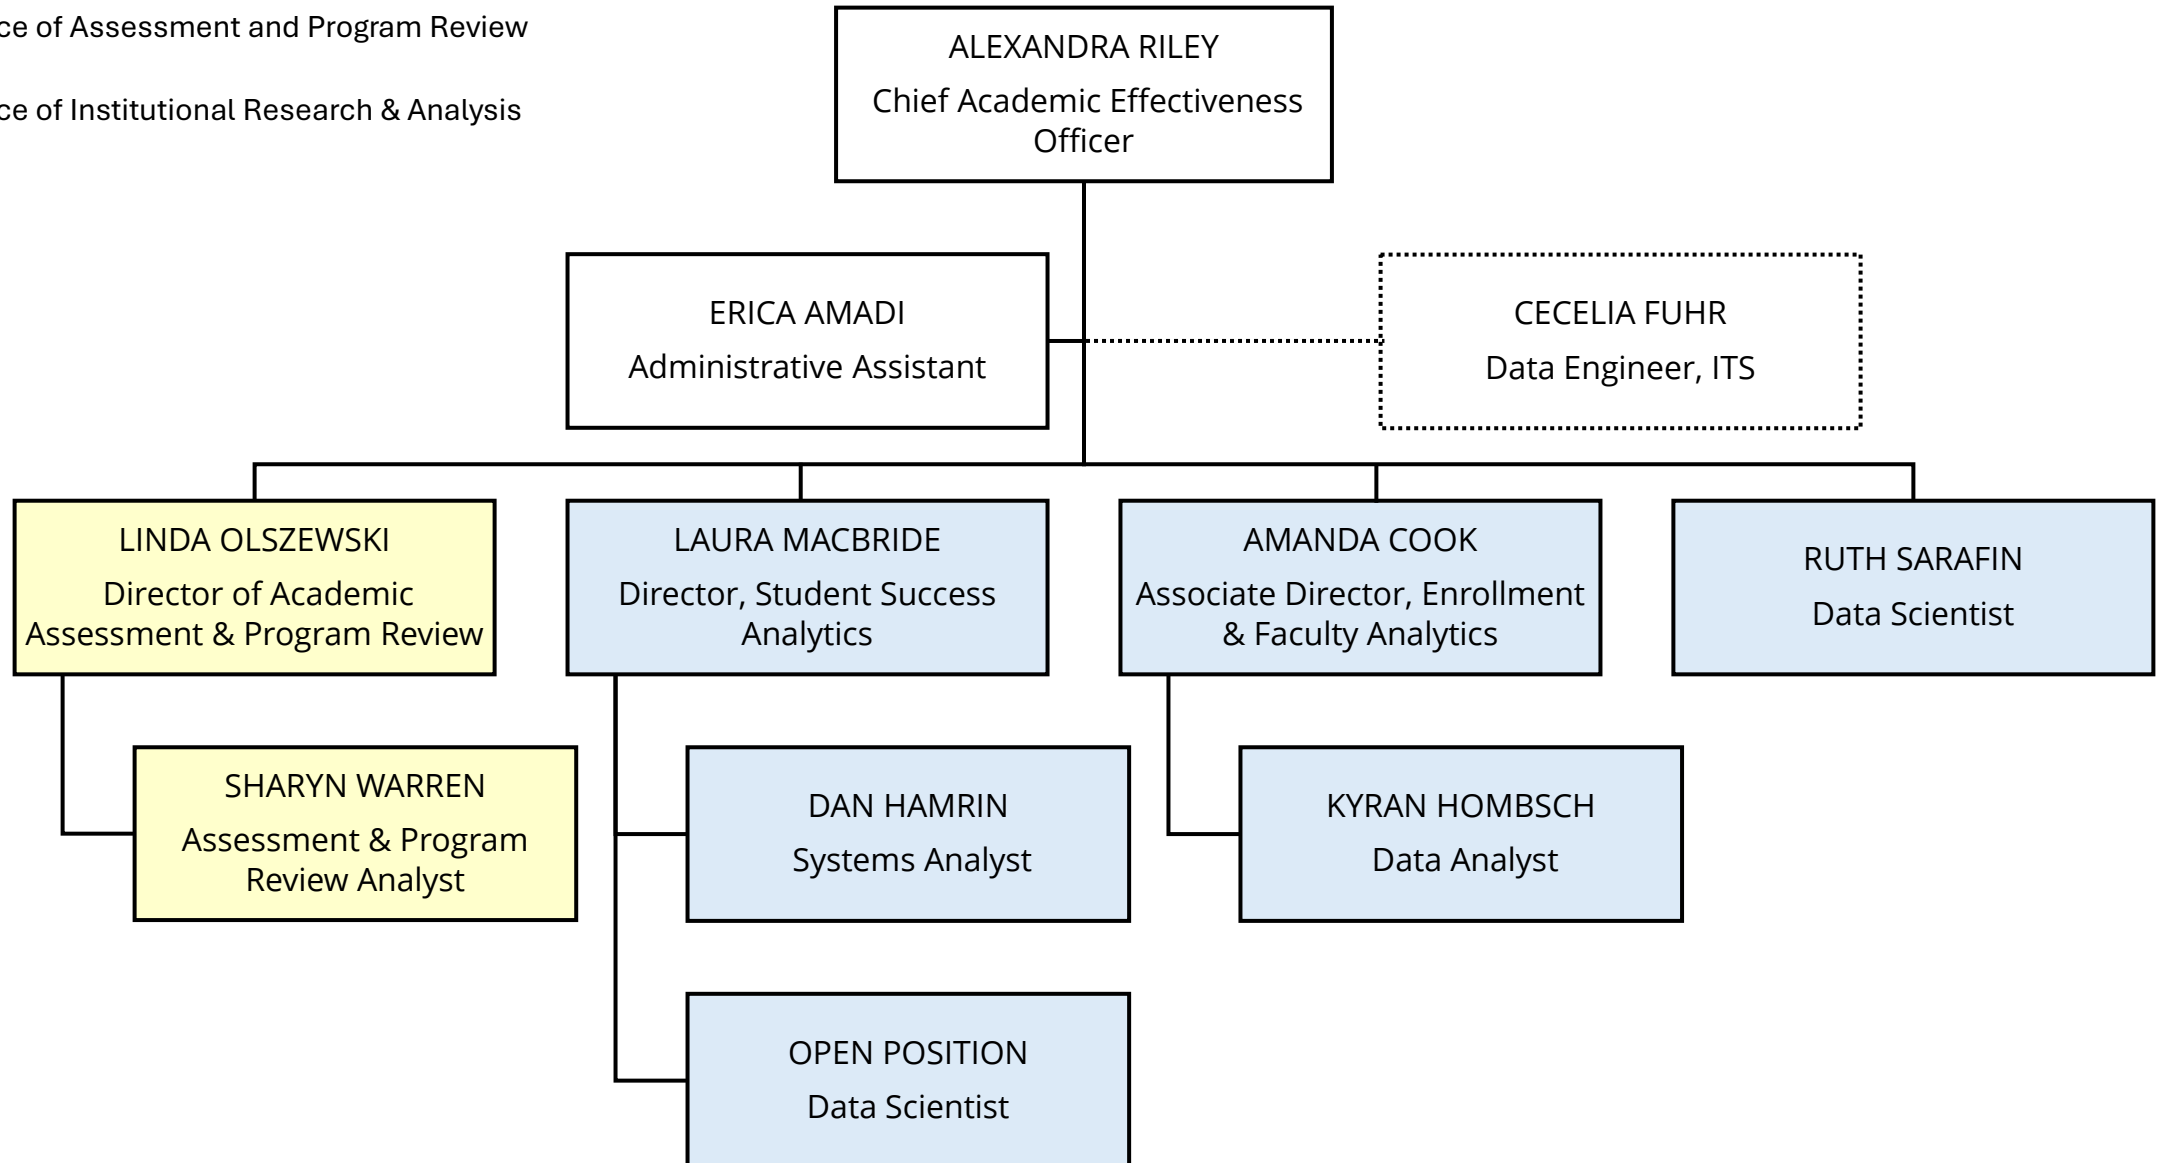 ce of Assessment and Program Review
ce of Institutional Research & Analysis
ALEXANDRA RILEY
Chief Academic Effectiveness
Officer
ERICA AMADI
Administrative Assistant
CECELIA FUHR
Data Engineer, ITS
LINDA OLSZEWSKI
Director of Academic
Assessment & Program Review
LAURA MACBRIDE
Director, Student Success
Analytics
AMANDA COOK
Associate Director, Enrollment
& Faculty Analytics
RUTH SARAFIN
Data Scientist
SHARYN WARREN
Assessment & Program
Review Analyst
DAN HAMRIN
Systems Analyst
KYRAN HOMBSCH
Data Analyst
OPEN POSITION
Data Scientist